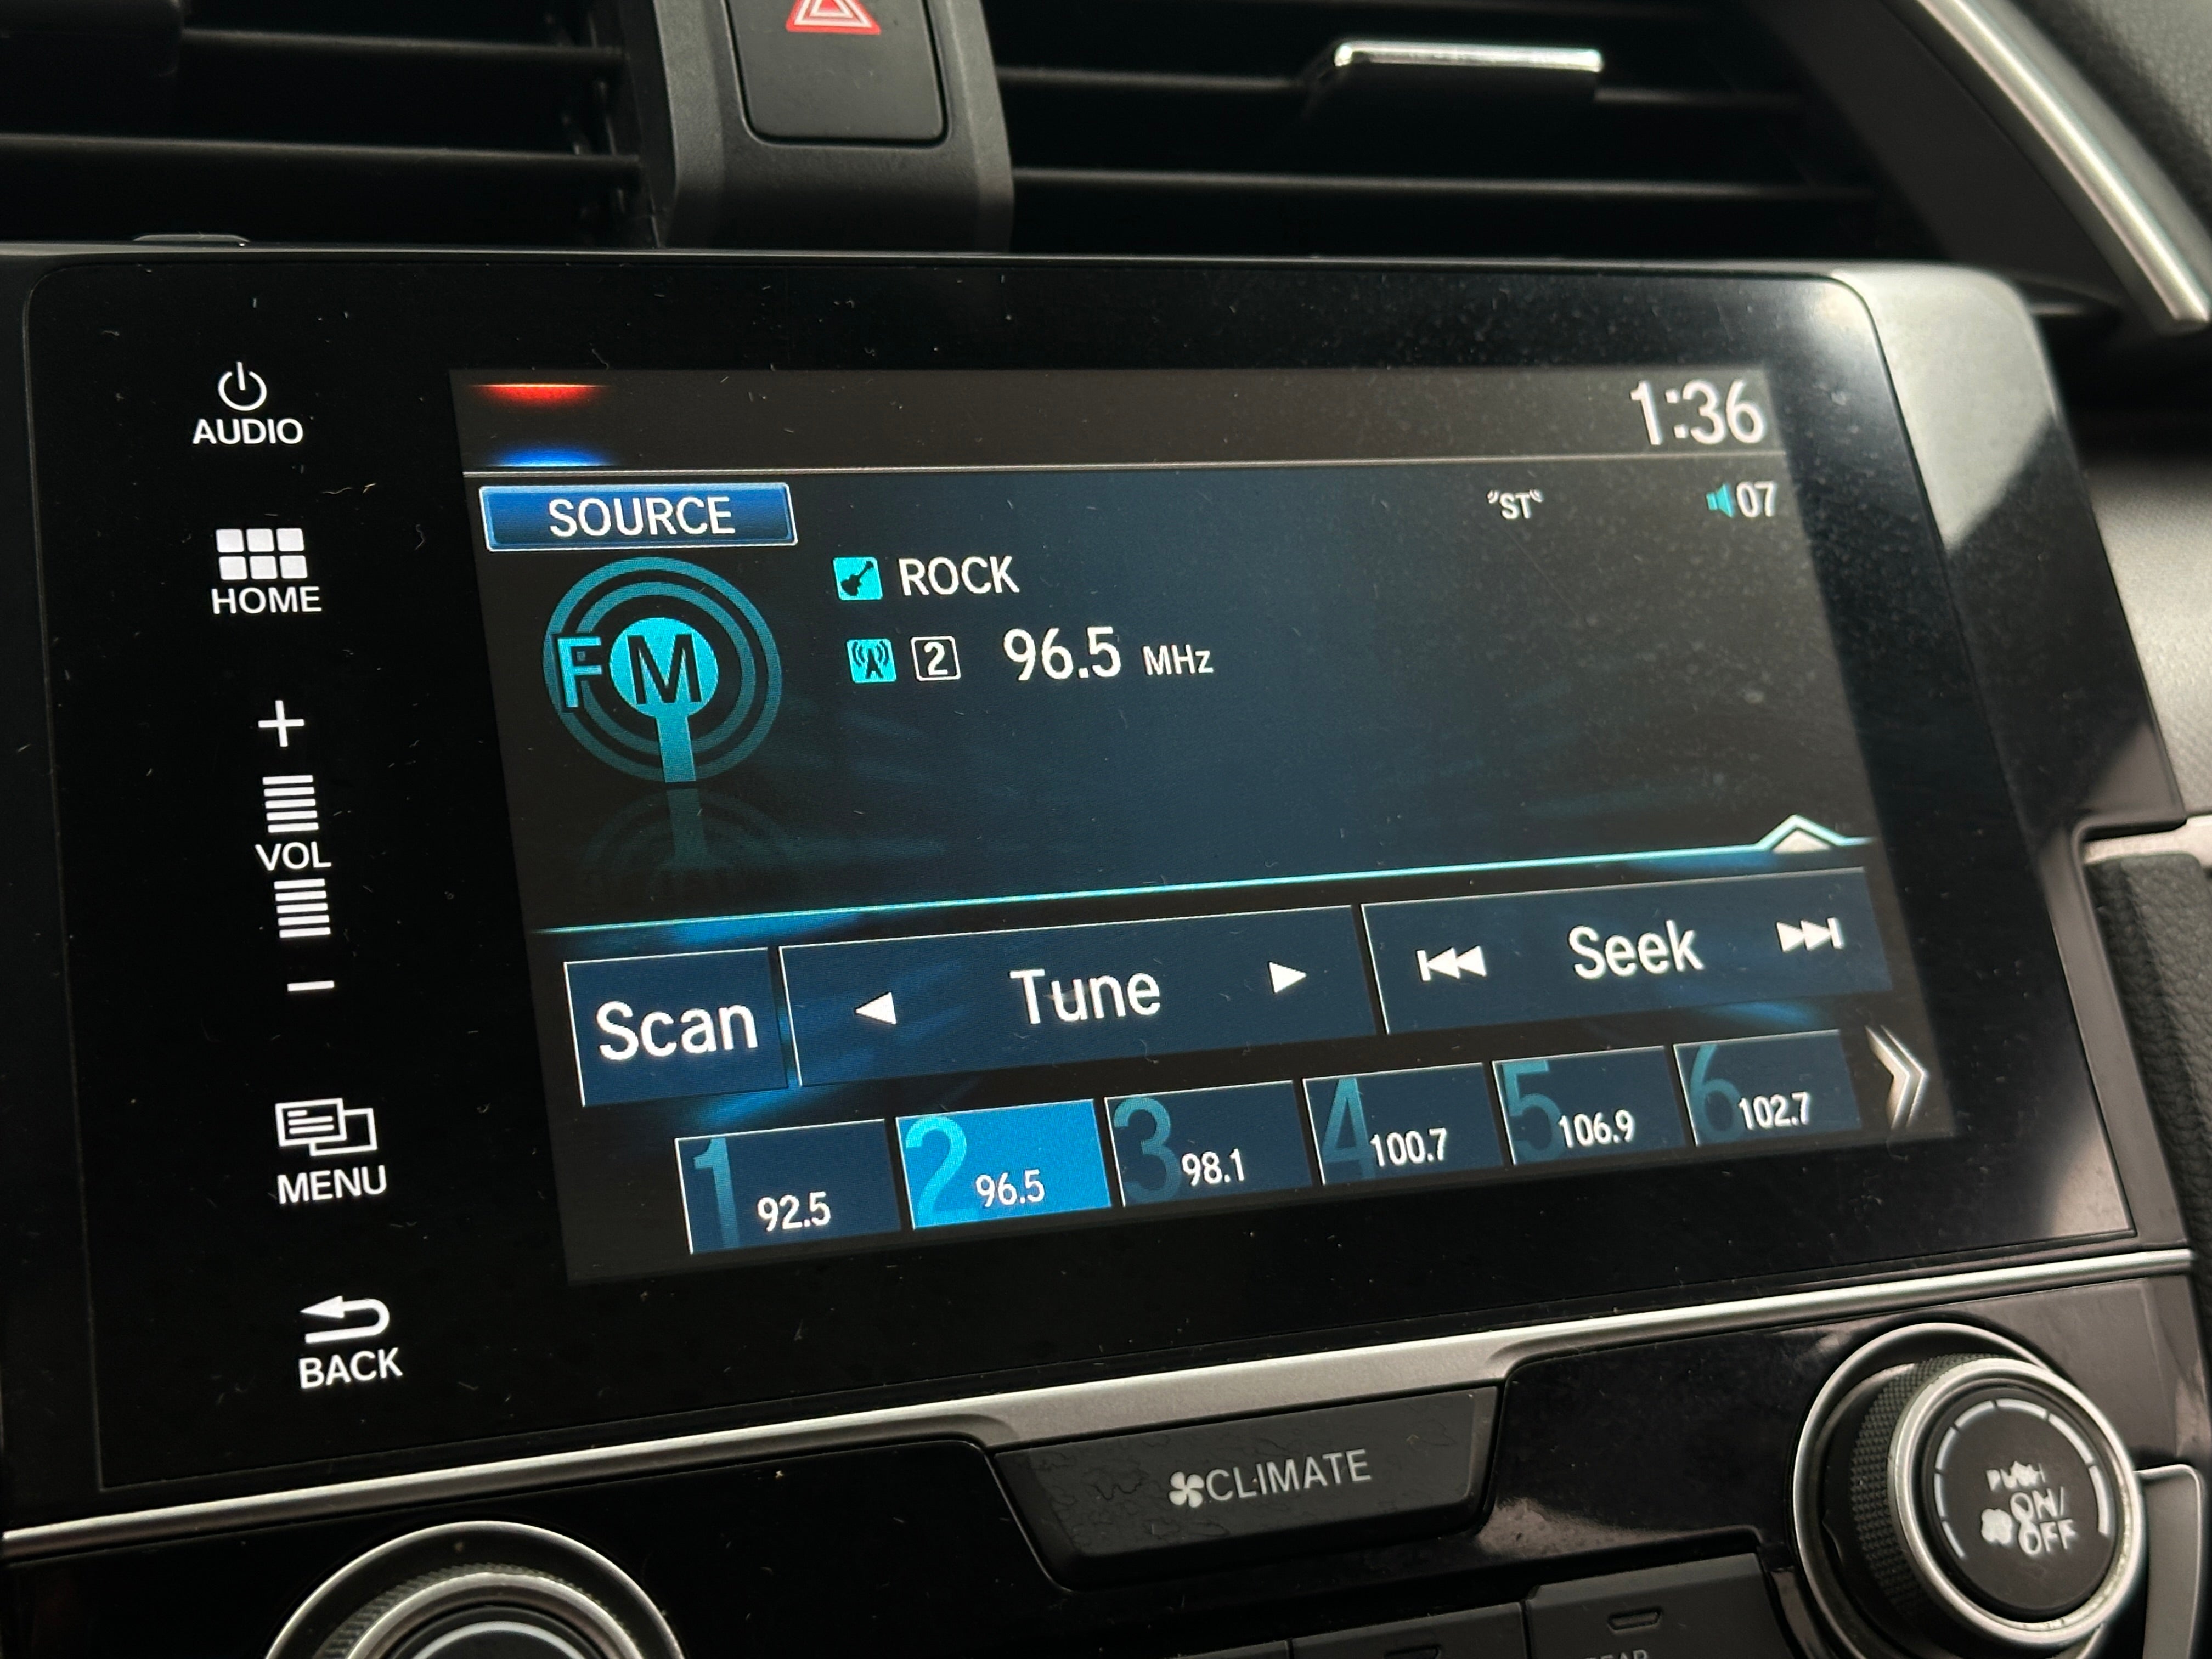 AUDIO
1:36
SOURCE
"ST"
07
HOME
ROCK
FM
2 96.5 MHz
+
VOL
-
Scan
Tune
Seek
1 92.5
2 96.5
3 98.1
4 100.7
5 106.9
6 102.7
MENU
BACK
CLIMATE
PUSH
ON/
OFF